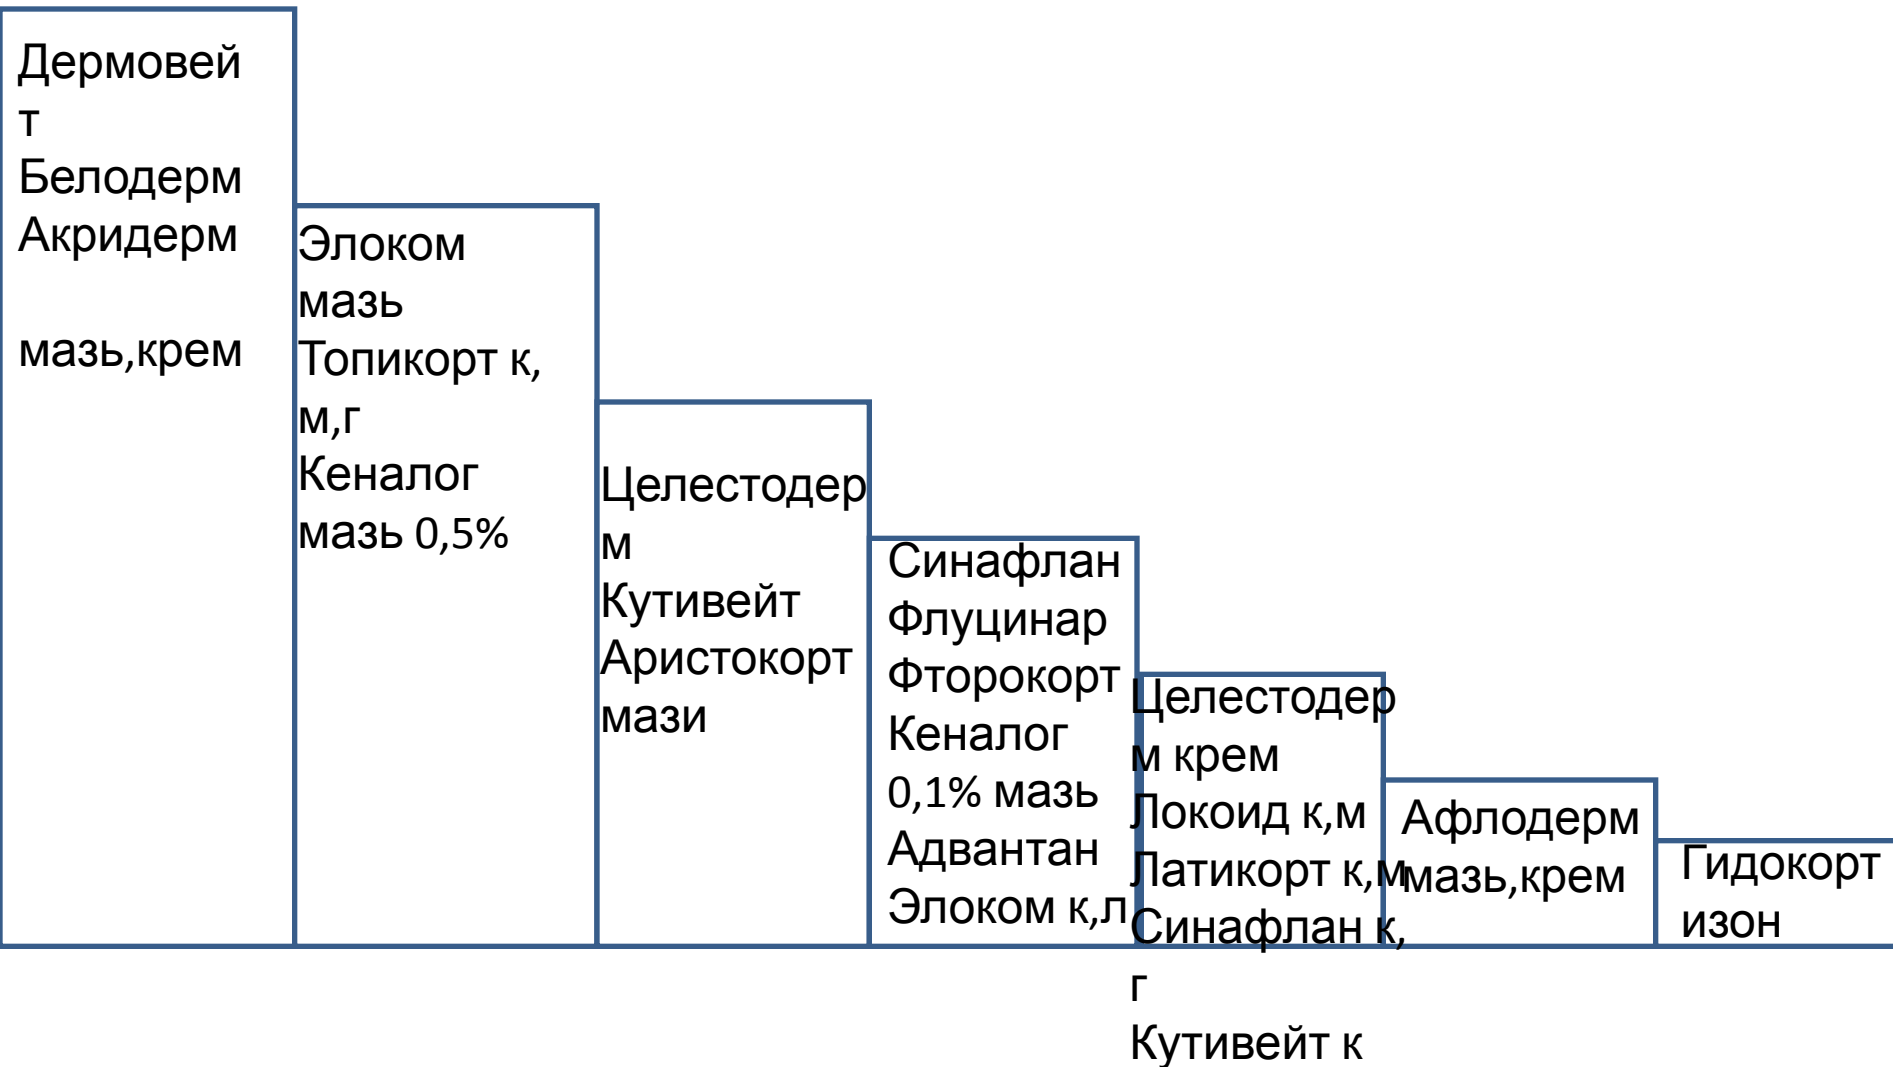 Дермовей
т
Белодерм
Акридерм
мазь,крем
Элоком
мазь
Топикорт к,
м,г
Кеналог
мазь 0,5%
Целестодер
м
Кутивейт
Аристокорт
мази
Синафлан
Флуцинар
Фторокорт
Кеналог
0,1% мазь
Адвантан
Элоком к,л
Целестодер
м крем
Локоид к,м
Латикорт к,м
Синафлан к,
г
Кутивейт к
Афлодерм
мазь,крем
Гидокорт
изон